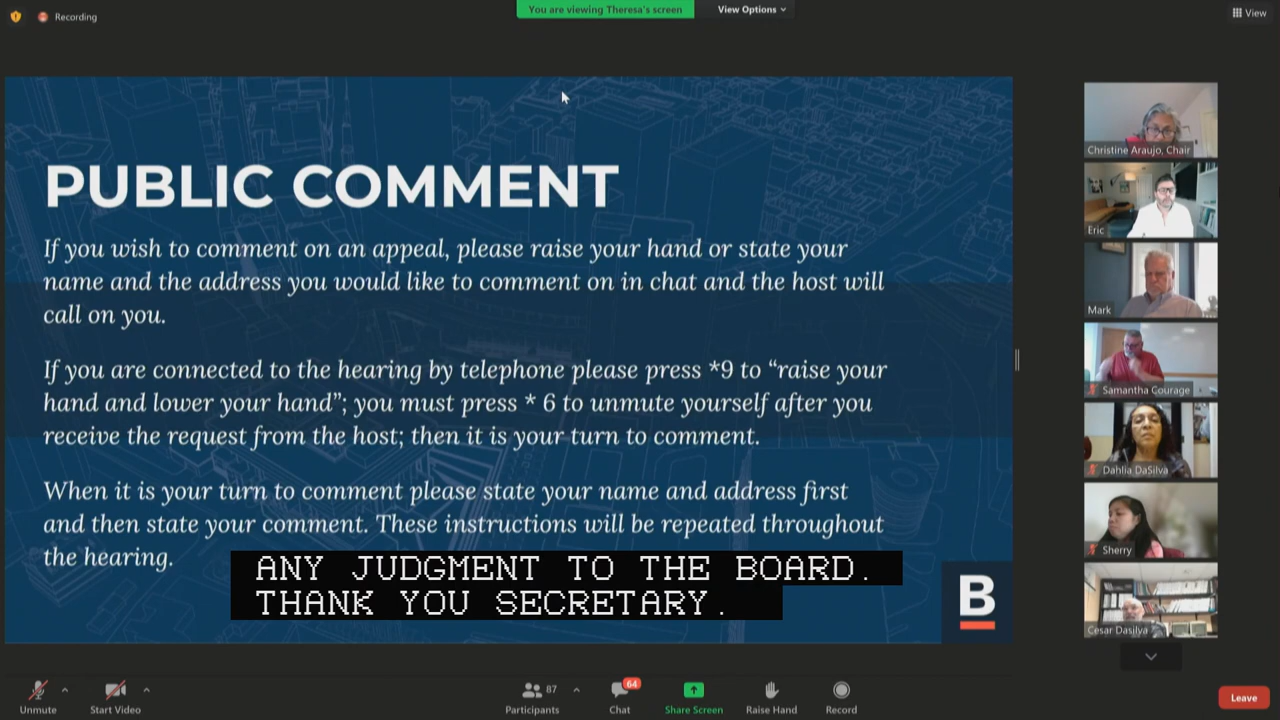 Recording
You are viewing Theresa's screen
View Options
View
PUBLIC COMMENT
If you wish to comment on an appeal, please raise your hand or state your
name and the address you would like to comment on in chat and the host will
call on you.
If you are connected to the hearing by telephone please press *9 to “raise your
hand and lower your hand”; you must press * 6 to unmute yourself after you
receive the request from the host; then it is your turn to comment.
When it is your turn to comment please state your name and address first
and then state your comment. These instructions will be repeated throughout
the hearing.
ANY JUDGMENT TO THE BOARD.
THANK YOU SECRETARY.
B
Christine Araujo, Chair
Eric
Mark
Samantha Courage
Dahlia DaSilva
Sherry
Cesar Dasilva
Unmute
Start Video
87
Participants
64
Chat
Share Screen
Raise Hand
Record
Leave